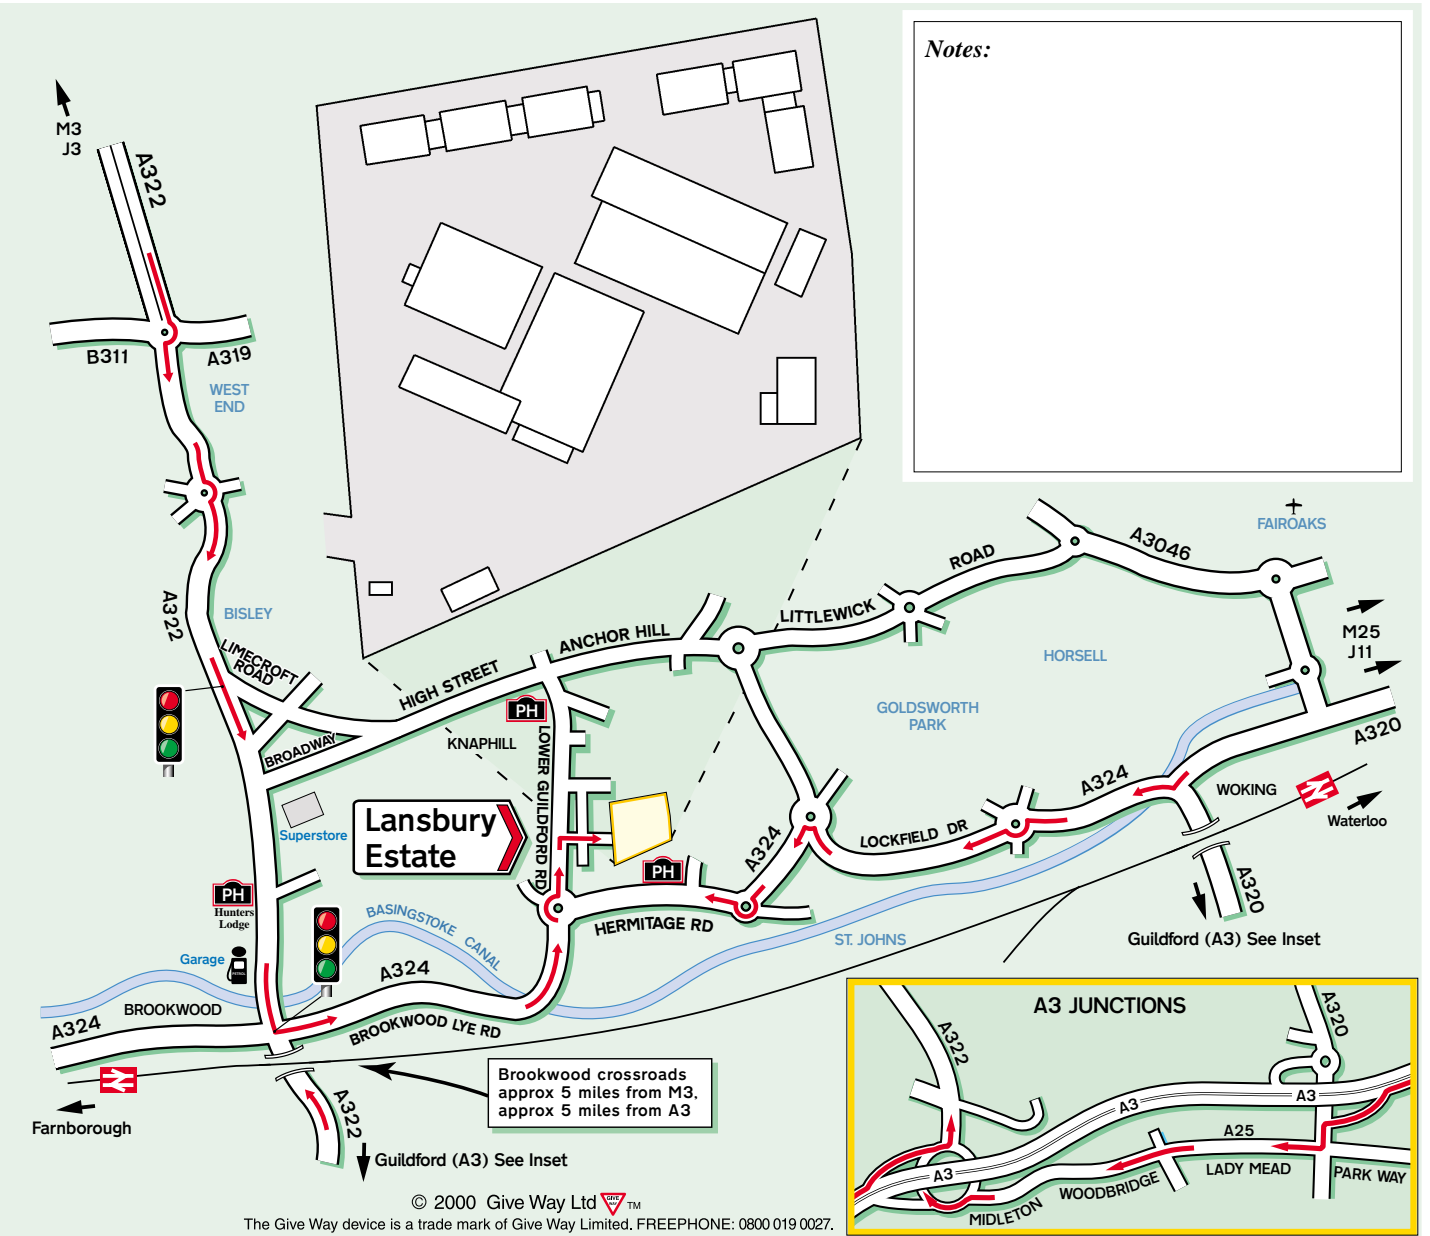 Notes:
M3
J3
A322
B311
A319
WEST
END
A322
BISLEY
LIMECROFT
ROAD
HIGH STREET
ANCHOR HILL
LITTLEWICK
ROAD
A3046
FAIROAKS
M25
J11
HORSELL
GOLDSWORTH
PARK
A320
BROADWAY
KNAPHILL
PH
LOWER GUILDFORD RD
Superstore
Lansbury
Estate
A324
LOCKFIELD DR
A324
WOKING
Waterloo
A320
Guildford (A3) See Inset
PH
HERMITAGE RD
ST. JOHNS
PH
Hunters
Lodge
Garage
PETROL
BASINGSTOKE CANAL
A324
BROOKWOOD LYE RD
BROOKWOOD
A324
Farnborough
A322
Guildford (A3) See Inset
Brookwood crossroads
approx 5 miles from M3,
approx 5 miles from A3
A3 JUNCTIONS
A322
A320
A3
A3
A3
A25
LADY MEAD
PARK WAY
WOODBRIDGE
MIDLETON
© 2000 Give Way Ltd GIVE WAY TM
The Give Way device is a trade mark of Give Way Limited. FREEPHONE: 0800 019 0027.